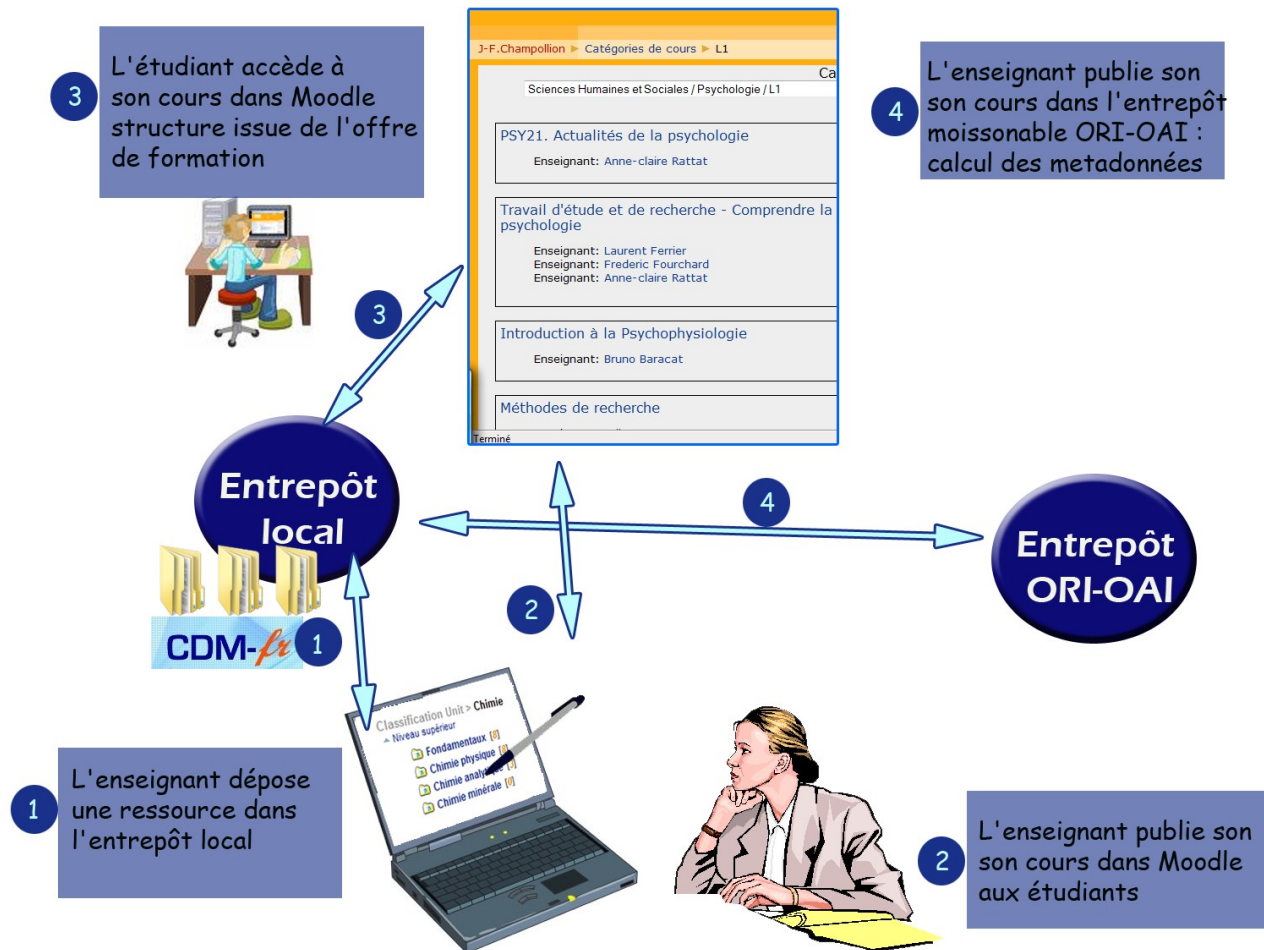 3
L'étudiant accède à
son cours dans Moodle
structure issue de l'offre
de formation
J-F.Champollion ► Catégories de cours ► L1
Ca
Sciences Humaines et Sociales / Psychologie / L1
PSY21. Actualités de la psychologie
Enseignant: Anne-claire Rattat
Travail d'étude et de recherche - Comprendre la
psychologie
Enseignant: Laurent Ferrier
Enseignant: Frederic Fourchard
Enseignant: Anne-claire Rattat
Introduction à la Psychophysiologie
Enseignant: Bruno Baracat
Méthodes de recherche
Terminé
4
L'enseignant publie son
son cours dans l'entrepôt
moissonable ORI-OAI :
calcul des metadonnées
3
Entrepôt
local
4
Entrepôt
ORI-OAI
2
CDM-fr
1
Classification Unit > Chimie
Niveau supérieur
Fondamentaux [8]
Chimie physique
Chimie
Chimie minérale [0]
1
L'enseignant dépose
une ressource dans
l'entrepôt local
2
L'enseignant publie son
son cours dans Moodle
aux étudiants